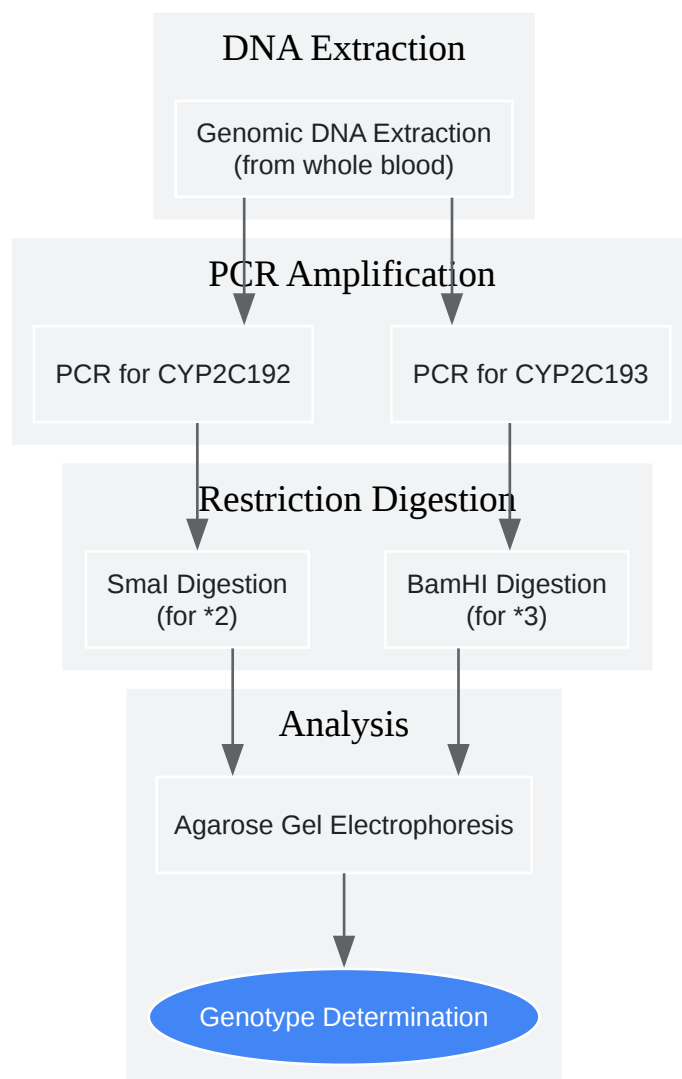 DNA Extraction
Genomic DNA Extraction
(from whole blood)
PCR Amplification
PCR for CYP2C192
PCR for CYP2C193
Restriction Digestion
SmaI Digestion
(for *2)
BamHI Digestion
(for *3)
Analysis
Agarose Gel Electrophoresis
Genotype Determination